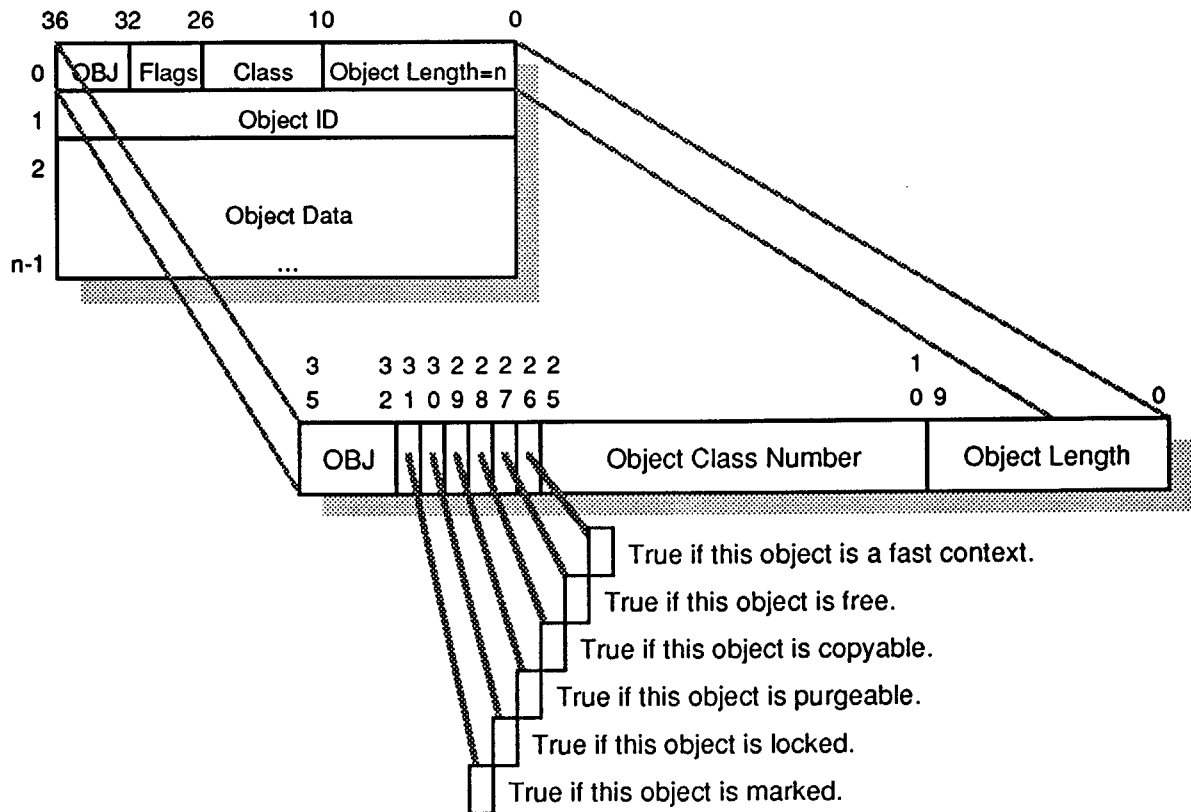 36 32 26 10 0
0 OBJ Flags Class Object Length=n
1 Object ID
2
Object Data
n-1 ...
3 3 3 3 2 2 2 2 2 1
5 2 1 0 9 8 7 6 5 0 9 0
OBJ Object Class Number Object Length
True if this object is a fast context.
True if this object is free.
True if this object is copyable.
True if this object is purgeable.
True if this object is locked.
True if this object is marked.